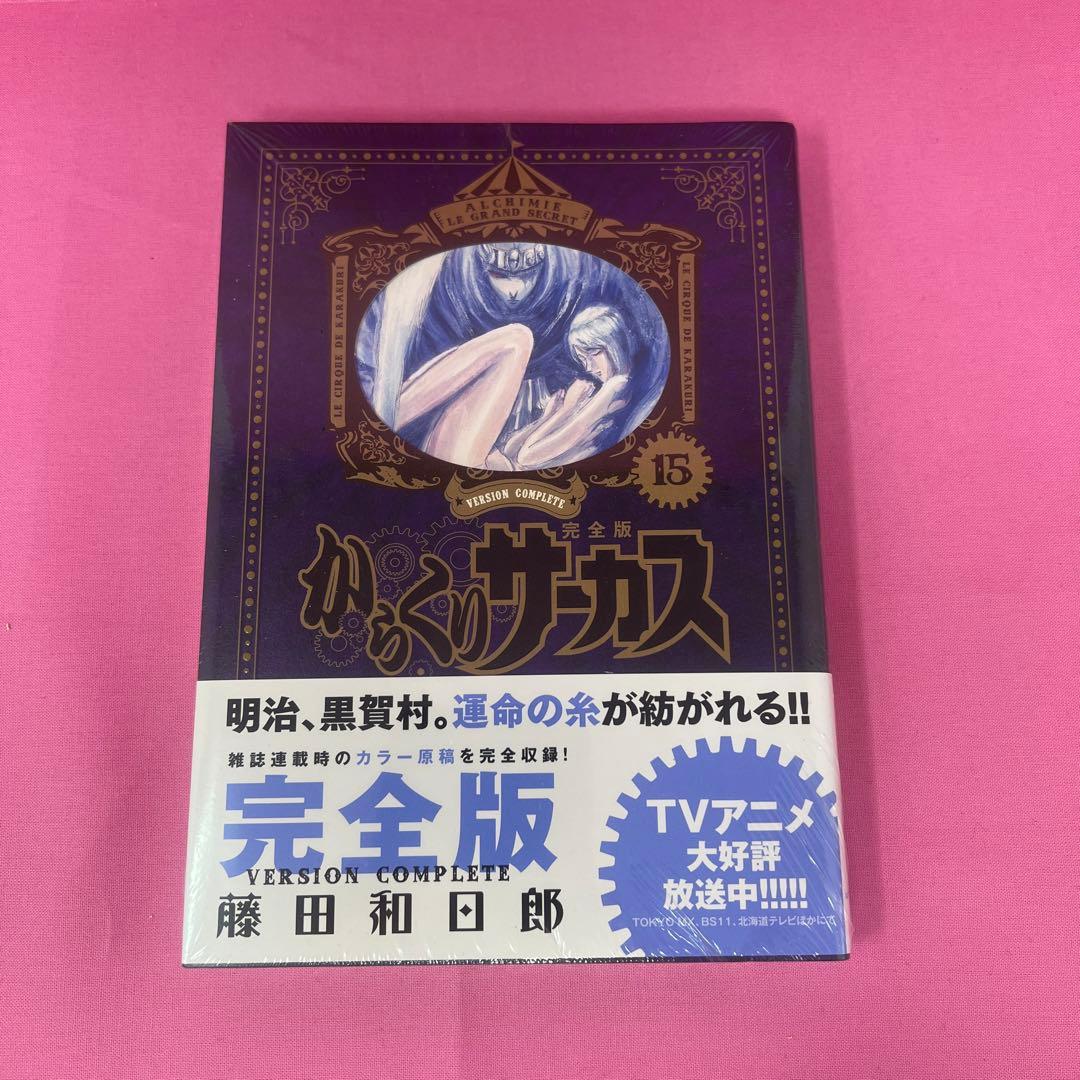 ALCHIMIE
LE GRAND SECRET
LE CIRQUE DE KARAKURI
LE CIRQUE DE KARAKURI
15
VERSION COMPLETE
完全版
からくりサーカス
明治、黒賀村。運命の糸が紡がれる!!
雑誌連載時のカラー原稿を完全収録!
完全版
VERSION COMPLETE
藤田和日郎
TVアニメ
大好評
放送中!!!!!
TOKYO MX、BS11、北海道テレビほかにて